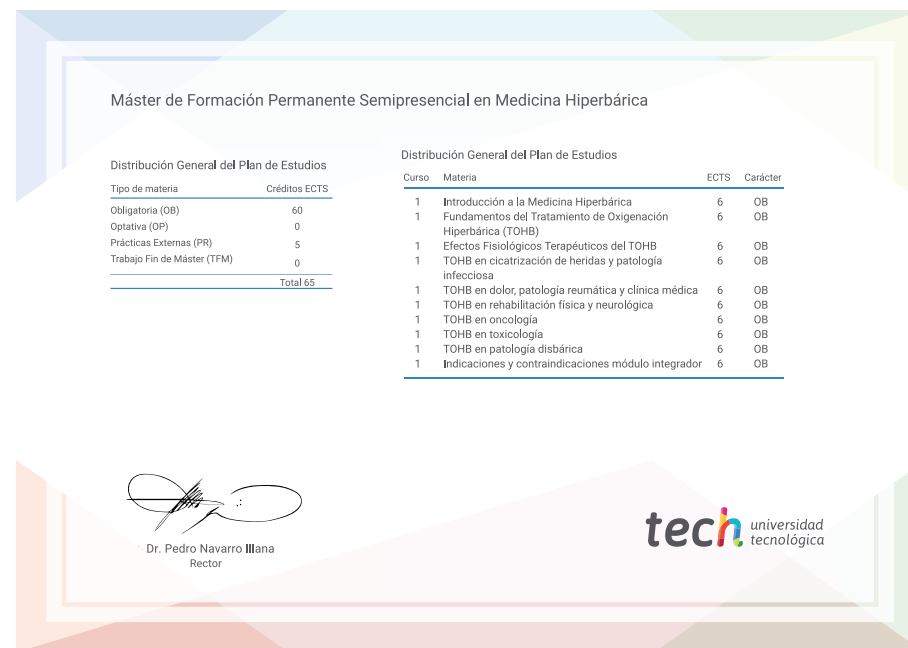 Máster de Formación Permanente Semipresencial en Medicina Hiperbárica
Distribución General del Plan de Estudios
Tipo de materia Créditos ECTS
Obligatoria (OB) 60
Optativa (OP) 0
Prácticas Externas (PR) 5
Trabajo Fin de Máster (TFM) 0
Total 65
Distribución General del Plan de Estudios
Curso Materia ECTS Carácter
1 Introducción a la Medicina Hiperbárica 6 OB
1 Fundamentos del Tratamiento de Oxigenación 6 OB
Hiperbárica (TOHB)
1 Efectos Fisiológicos Terapéuticos del TOHB 6 OB
1 TOHB en cicatrización de heridas y patología 6 OB
infecciosa
1 TOHB en dolor, patología reumática y clínica médica 6 OB
1 TOHB en rehabilitación física y neurológica 6 OB
1 TOHB en oncología 6 OB
1 TOHB en toxicología 6 OB
1 TOHB en patología disbárica 6 OB
1 Indicaciones y contraindicaciones módulo integrador 6 OB
Dr. Pedro Navarro Illana
Rector
tech universidad
tecnológica